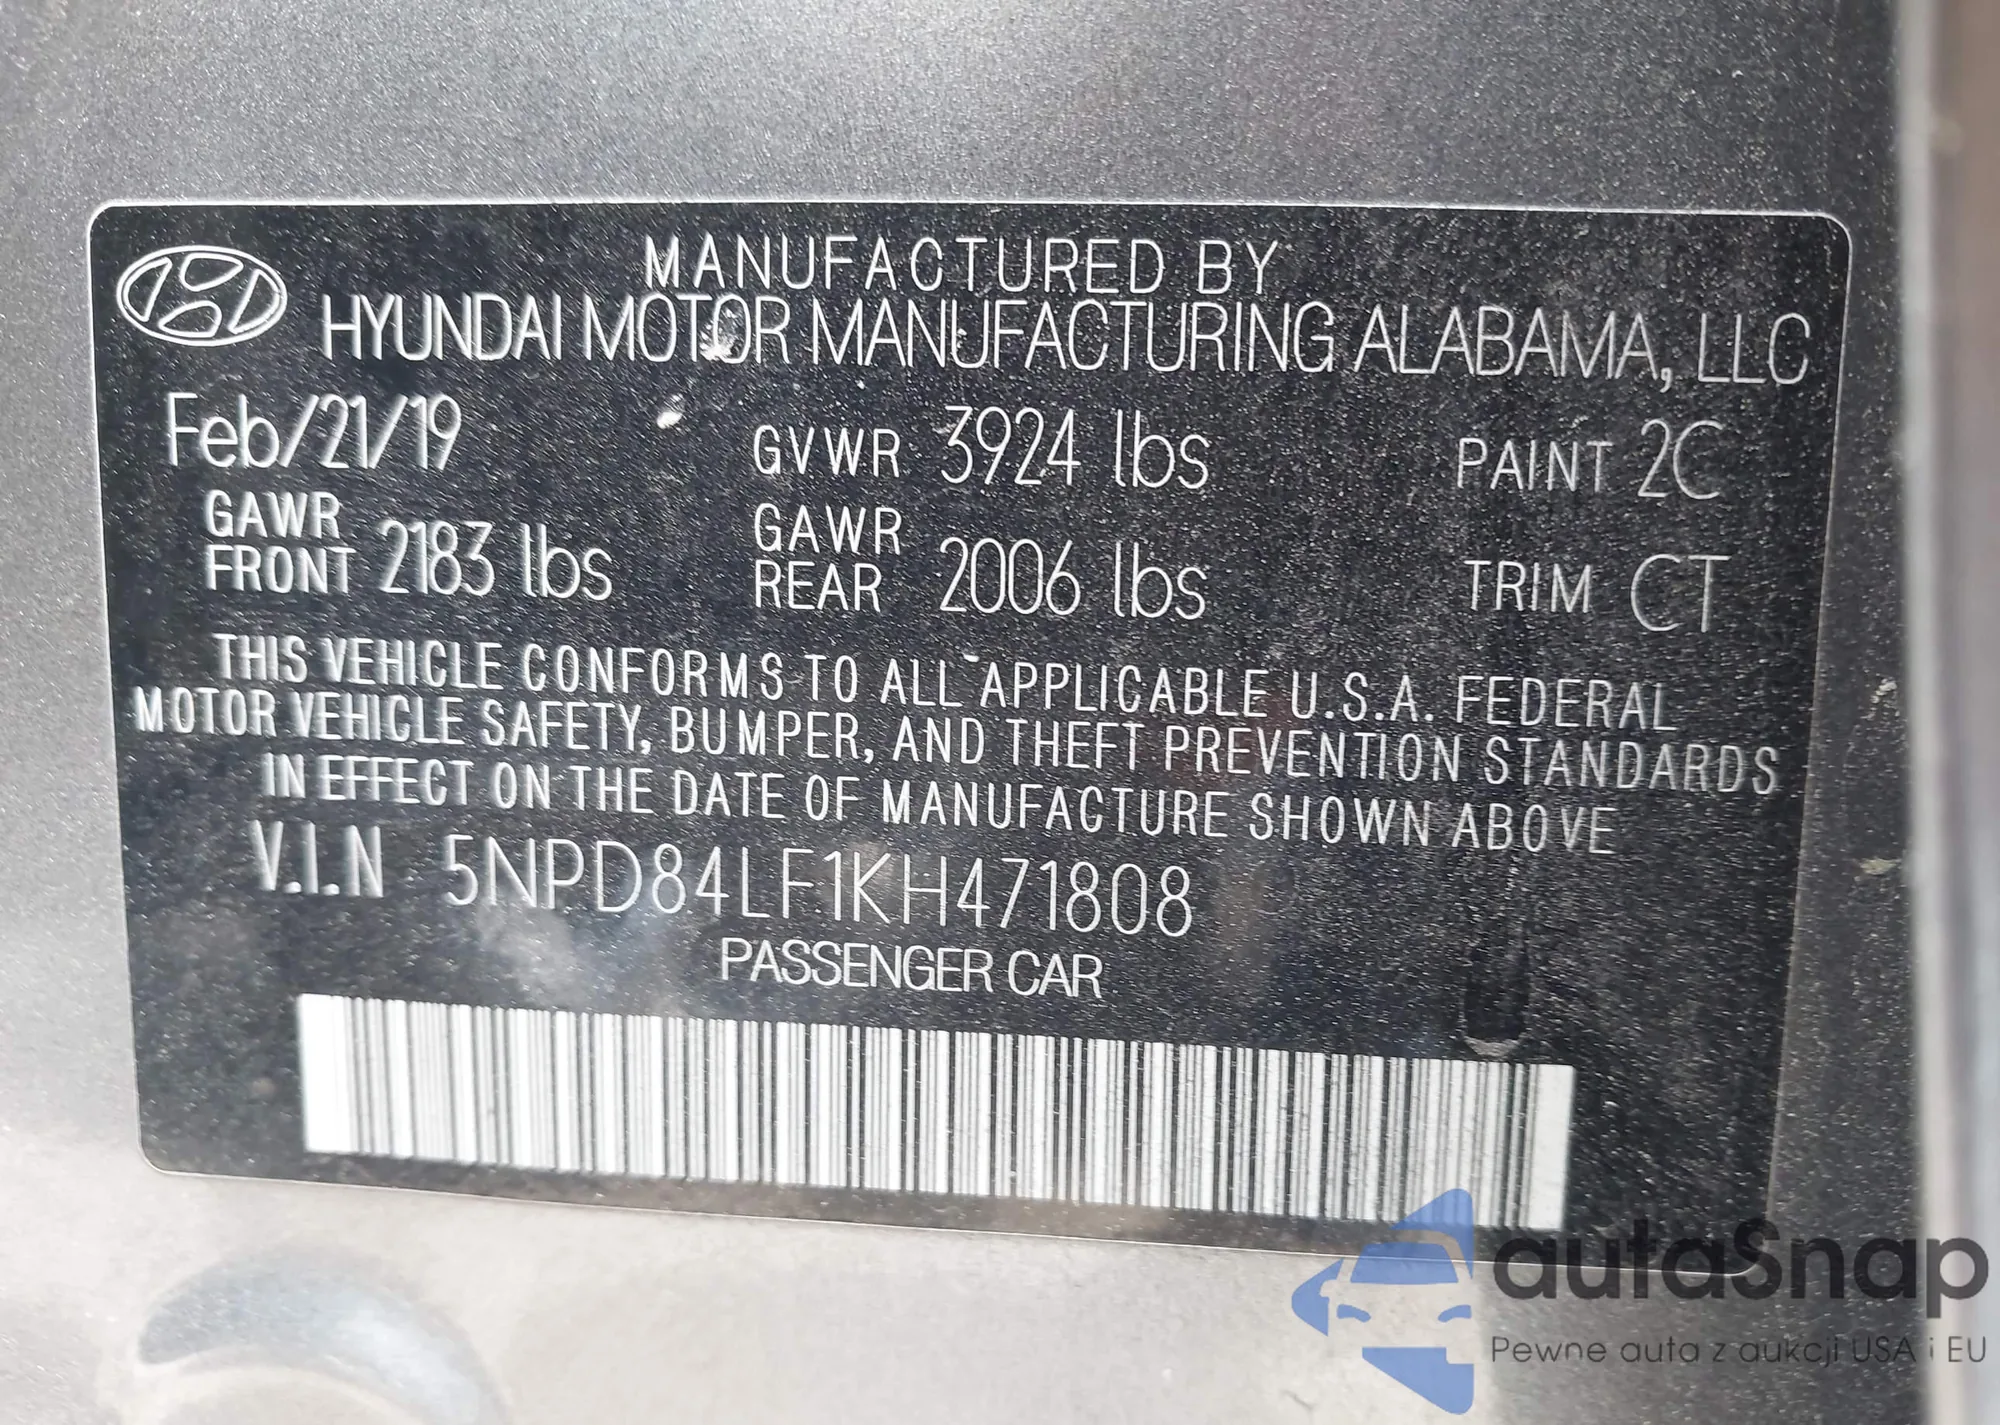 MANUFACTURED BY
HYUNDAI MOTOR MANUFACTURING ALABAMA, LLC
Feb/21/19 GVWR 3924 lbs PAINT 2C
GAWR FRONT 2183 lbs GAWR REAR 2006 lbs TRIM CT
THIS VEHICLE CONFORMS TO ALL APPLICABLE U.S.A. FEDERAL
MOTOR VEHICLE SAFETY, BUMPER, AND THEFT PREVENTION STANDARDS
IN EFFECT ON THE DATE OF MANUFACTURE SHOWN ABOVE
V.I.N 5NPD84LF1KH471808
PASSENGER CAR
autaSnap
Pewne auta z aukcji USA i EU